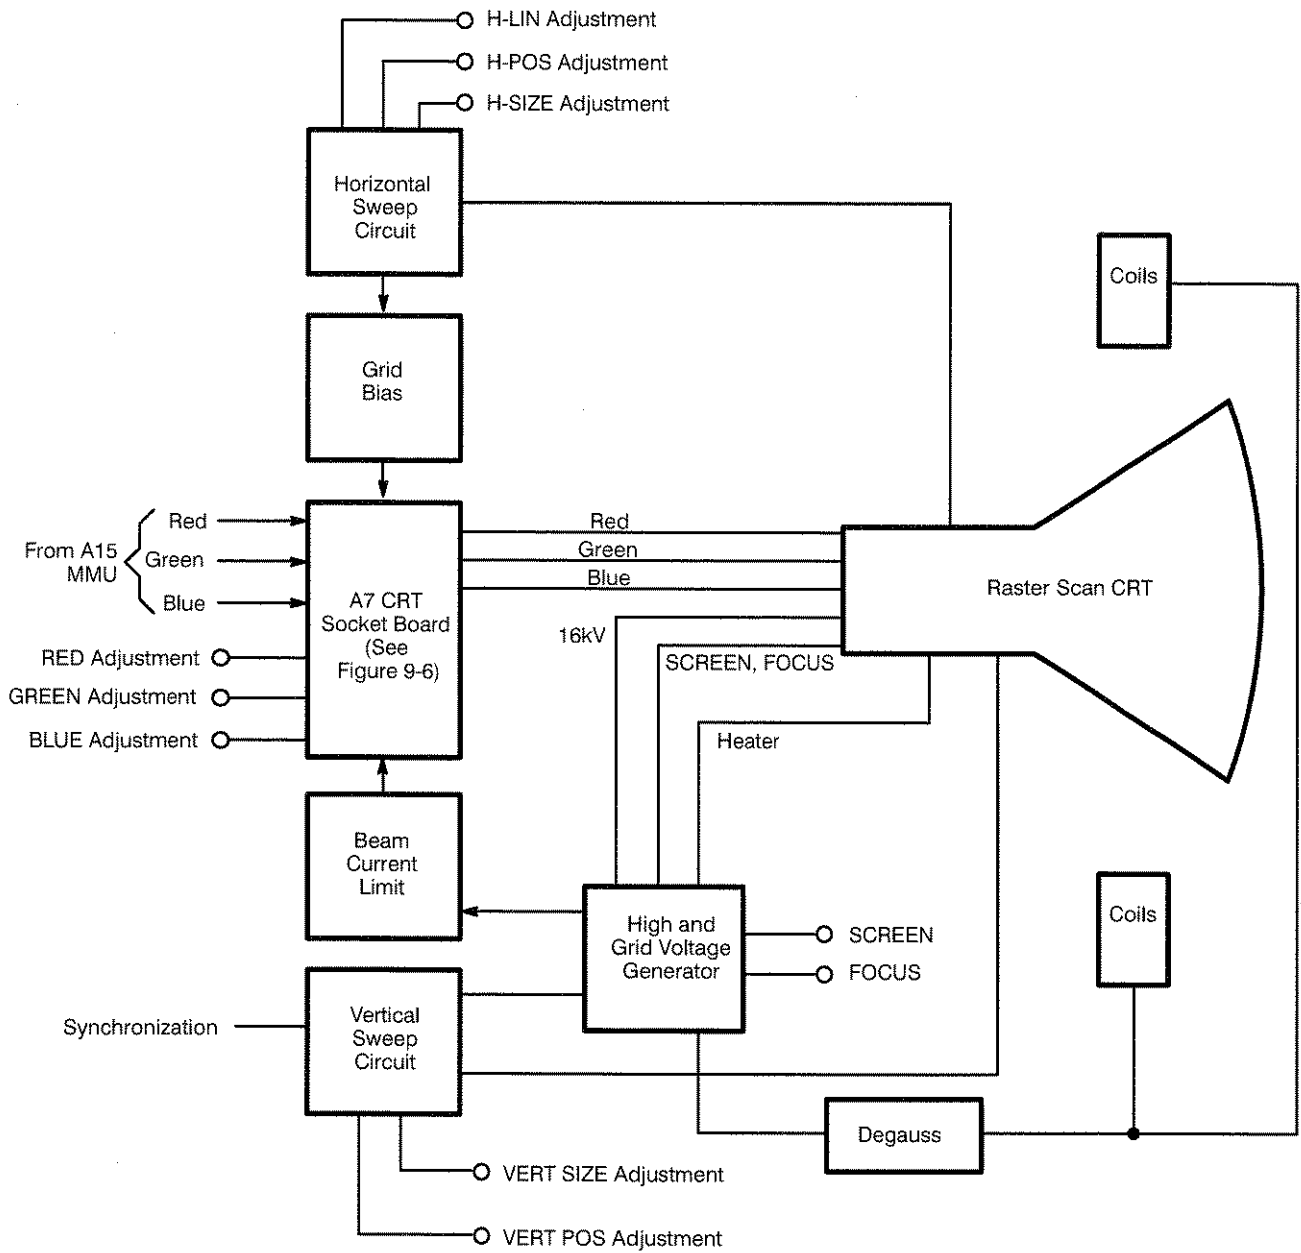 H-LIN Adjustment
H-POS Adjustment
H-SIZE Adjustment
Horizontal
Sweep
Circuit
Coils
Grid
Bias
Red
From A15
MMU
Green
Blue
A7 CRT
Socket Board
(See
Figure 9-6)
RED Adjustment
GREEN Adjustment
BLUE Adjustment
Red
Green
Blue
16kV
SCREEN, FOCUS
Heater
Raster Scan CRT
Beam
Current
Limit
High and
Grid Voltage
Generator
SCREEN
FOCUS
Coils
Synchronization
Vertical
Sweep
Circuit
Degauss
VERT SIZE Adjustment
VERT POS Adjustment